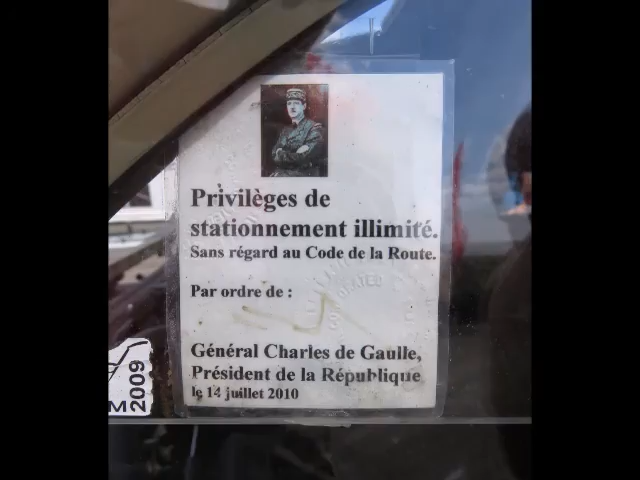 Privilèges de
stationnement illimité.
Sans régard au Code de la Route.
Par ordre de :
Général Charles de Gaulle,
Président de la République
le 14 juillet 2010
M2009